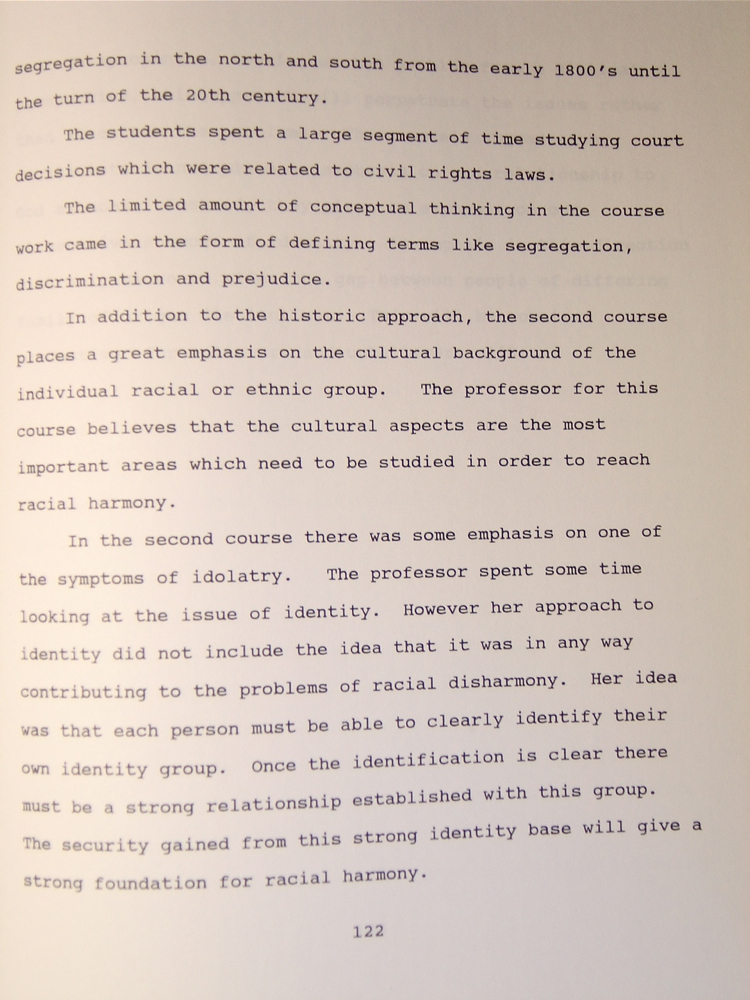 segregation in the north and south from the early 1800's until
the turn of the 20th century.
The students spent a large segment of time studying court
decisions which were related to civil rights laws.
The limited amount of conceptual thinking in the course
work came in the form of defining terms like segregation,
discrimination and prejudice.
In addition to the historic approach, the second course
places a great emphasis on the cultural background of the
individual racial or ethnic group. The professor for this
course believes that the cultural aspects are the most
important areas which need to be studied in order to reach
racial harmony.
In the second course there was some emphasis on one of
the symptoms of idolatry. The professor spent some time
looking at the issue of identity. However her approach to
identity did not include the idea that it was in any way
contributing to the problems of racial disharmony. Her idea
was that each person must be able to clearly identify their
own identity group. Once the identification is clear there
must be a strong relationship established with this group.
The security gained from this strong identity base will give a
strong foundation for racial harmony.
122